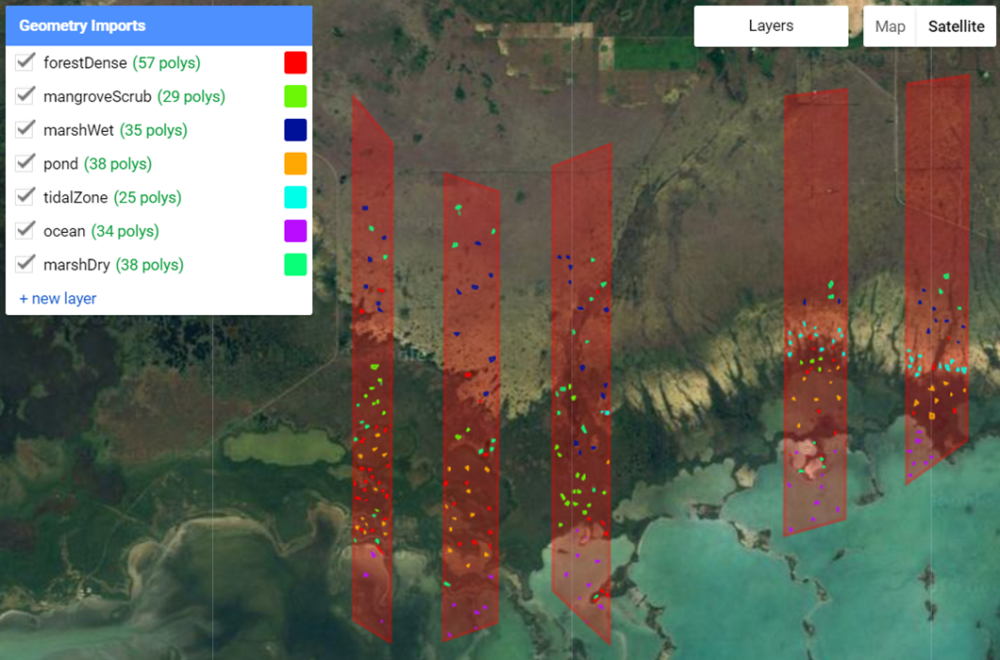 Geometry Imports
forestDense (57 polys)
mangroveScrub (29 polys)
marshWet (35 polys)
pond (38 polys)
tidalZone (25 polys)
ocean (34 polys)
marshDry (38 polys)
+ new layer
Layers
Map
Satellite